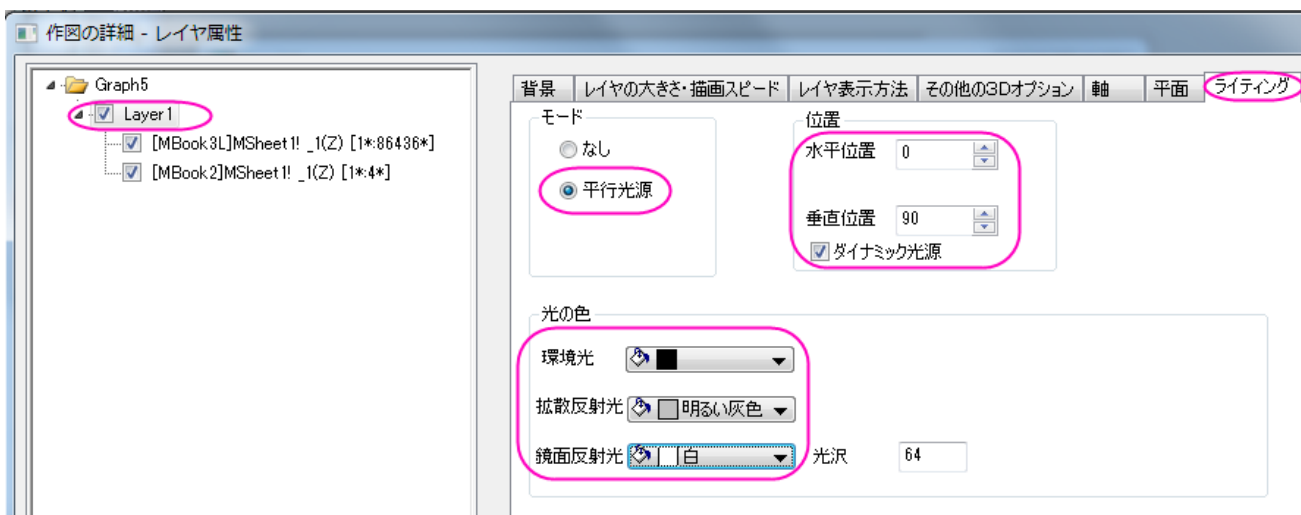 作図の詳細 - レイヤ属性
Graph5
Layer1
[MBook3L]MSheet1! _1(Z) [1*:86436*]
[MBook2]MSheet1! _1(Z) [1*:4*]
背景 レイヤの大きさ・描画スピード レイヤ表示方法 その他の3Dオプション 軸 平面 ライティング
モード
なし
平行光源
位置
水平位置 0
垂直位置 90
ダイナミック光源
光の色
環境光
拡散反射光 明るい灰色
鏡面反射光 白 光沢 64